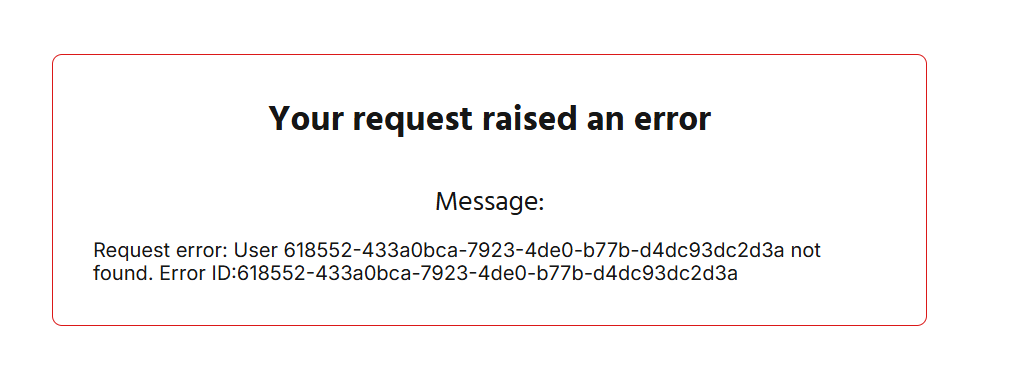 Your request raised an error
Message:
Request error: User 618552-433a0bca-7923-4de0-b77b-d4dc93dc2d3a not
found. Error ID:618552-433a0bca-7923-4de0-b77b-d4dc93dc2d3a